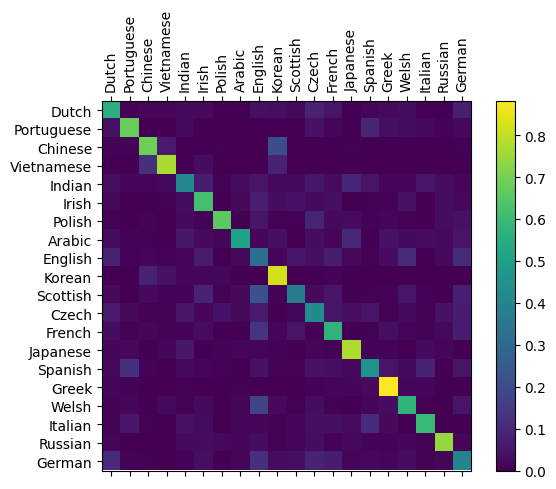 Dutch
Portuguese
Chinese
Vietnamese
Indian
Irish
Polish
Arabic
English
Korean
Scottish
Czech
French
Japanese
Spanish
Greek
Welsh
Italian
Russian
German
Dutch
Portuguese
Chinese
Vietnamese
Indian
Irish
Polish
Arabic
English
Korean
Scottish
Czech
French
Japanese
Spanish
Greek
Welsh
Italian
Russian
German
0.8
0.7
0.6
0.5
0.4
0.3
0.2
0.1
0.0